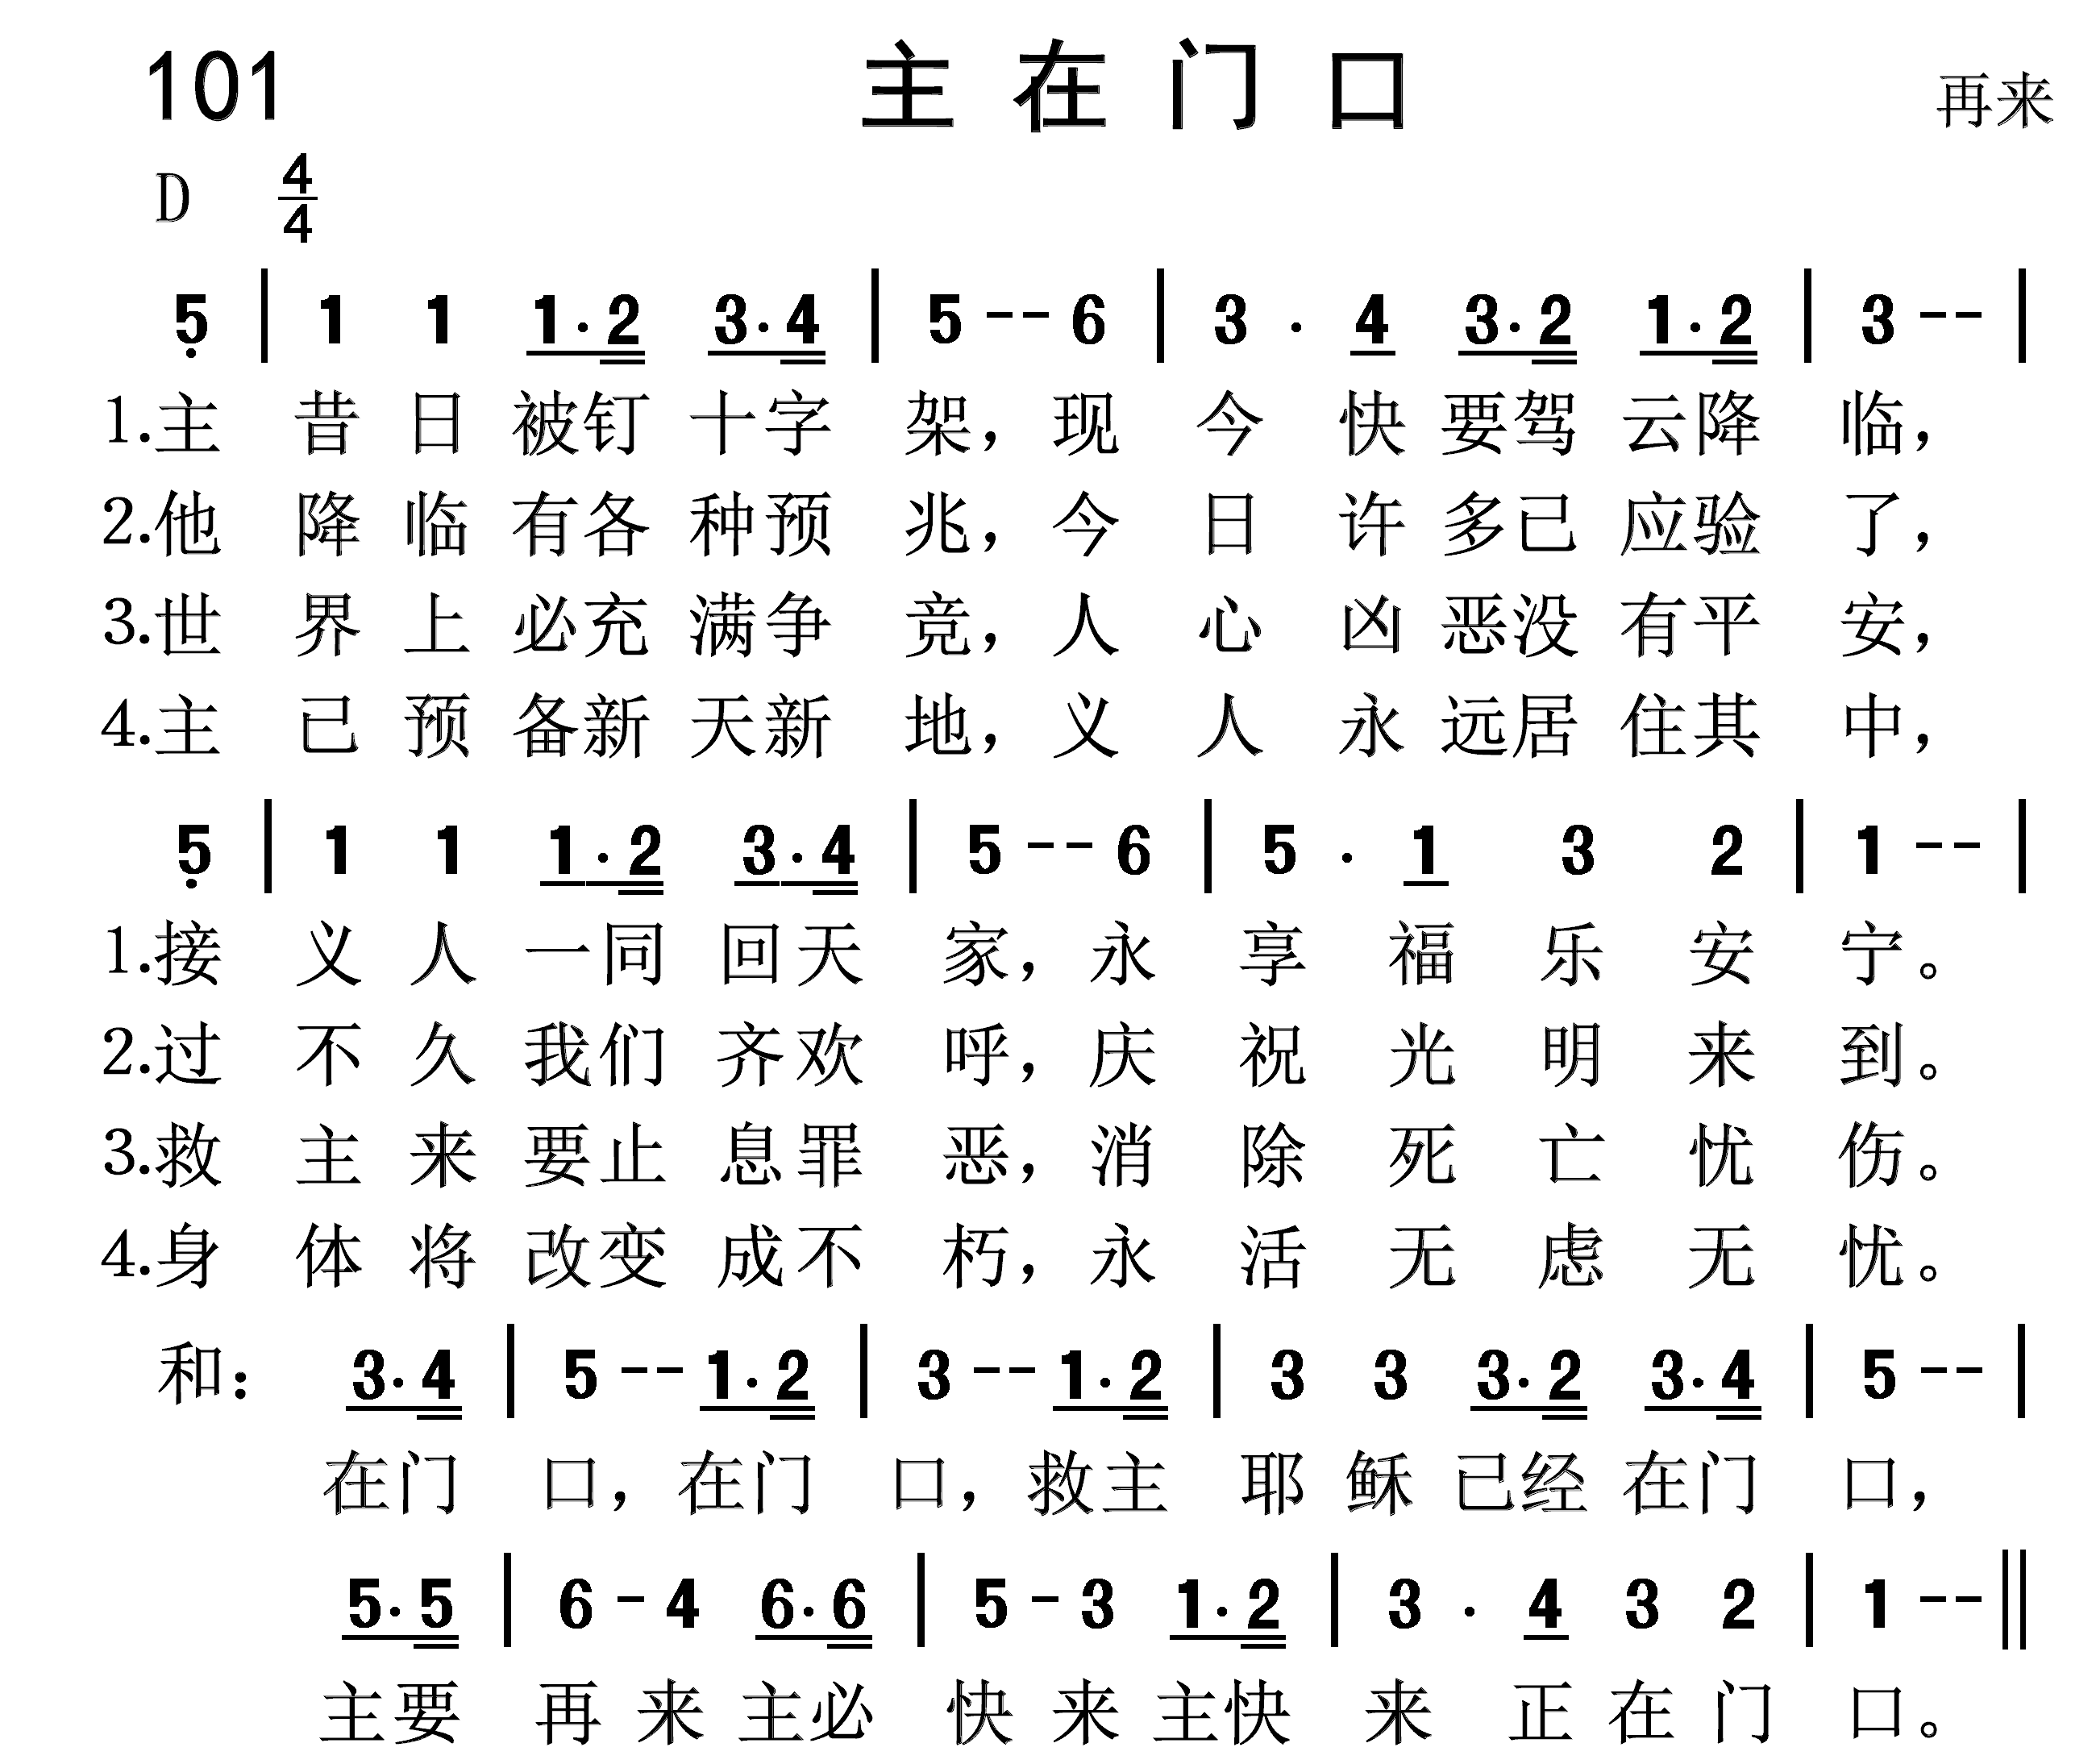 101 主在门口 再来
D 4/4
5̣ | 1 1 1·2 3·4 | 5 -- 6 | 3 · 4 3·2 1·2 | 3 -- |
1.主昔日被钉十字架，现今快要驾云降临，
2.他降临有各种预兆，今日许多已应验了，
3.世界上必充满争竞，人心凶恶没有平安，
4.主已预备新天新地，义人永远居住其中，
5̣ | 1 1 1·2 3·4 | 5 -- 6 | 5 · 1 3 2 | 1 -- |
1.接义人一同回天家，永享福乐安宁。
2.过不久我们齐欢呼，庆祝光明来到。
3.救主来要止息罪恶，消除死亡忧伤。
4.身体将改变成不朽，永活无虑无忧。
和： 3·4 | 5 -- 1·2 | 3 -- 1·2 | 3 3 3·2 3·4 | 5 -- |
在门口，在门口，救主耶稣已经在门口，
5·5 | 6 - 4 6·6 | 5 - 3 1·2 | 3 · 4 3 2 | 1 -- ||
主要再来主必快来主快来正在门口。